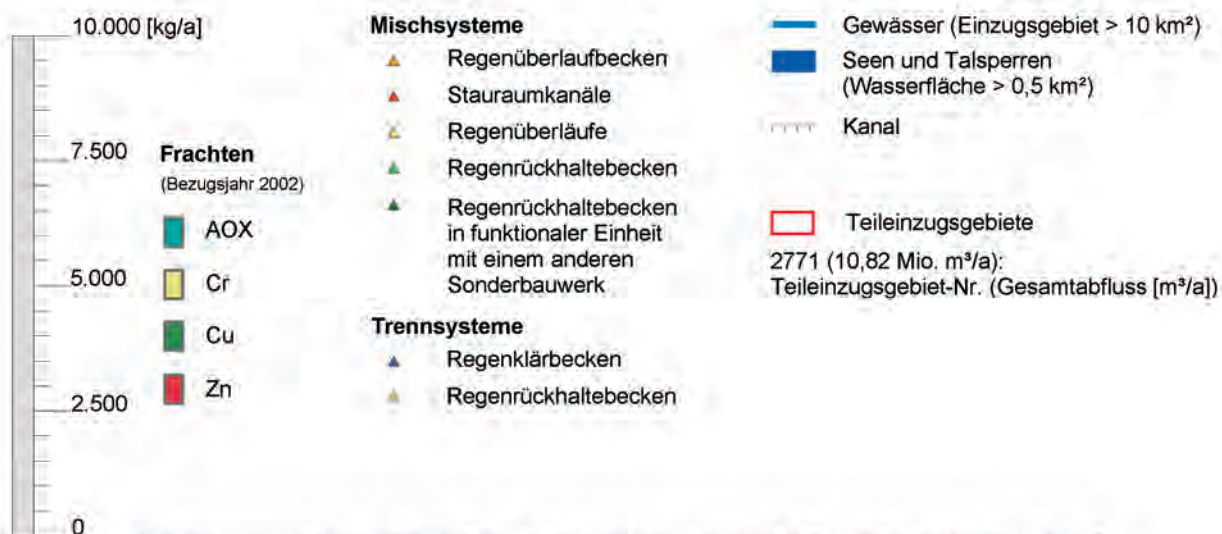 10.000 [kg/a]
7.500
5.000
2.500
0
Frachten
(Bezugsjahr 2002)
AOX
Cr
Cu
Zn
Mischsysteme
Regenüberlaufbecken
Stauraumkanäle
Regenüberläufe
Regenrückhaltebecken
Regenrückhaltebecken
in funktionaler Einheit
mit einem anderen
Sonderbauwerk
Trennsysteme
Regenklärbecken
Regenrückhaltebecken
Gewässer (Einzugsgebiet > 10 km²)
Seen und Talsperren
(Wasserfläche > 0,5 km²)
Kanal
Teileinzugsgebiete
2771 (10,82 Mio. m³/a):
Teileinzugsgebiet-Nr. (Gesamtabfluss [m³/a])